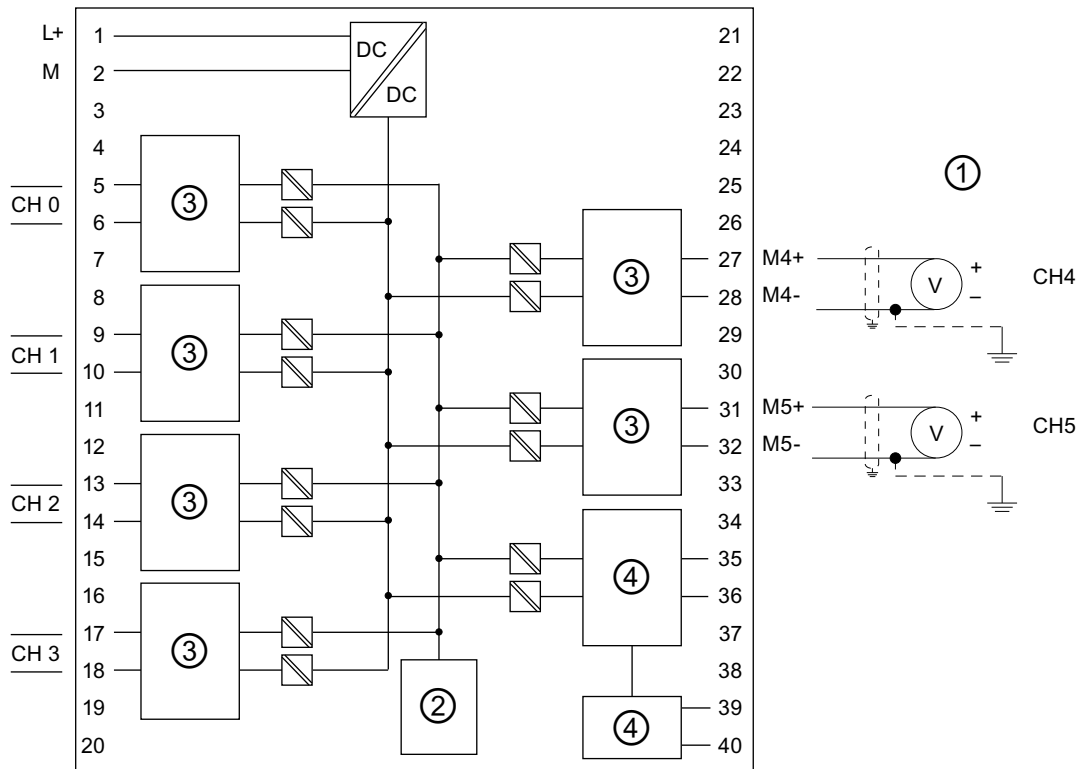 L+ 1 DC 21
M 2 DC 22
3 23
4 24
CH 0 5 ③ 25 ①
6 26
7 ③ 27 M4+ V + CH4
8 28 M4- –
CH 1 9 ③ 29
10 30
11 ③ 31 M5+ V + CH5
12 32 M5- –
CH 2 13 ③ 33
14 34
15 ④ 35
16 36
CH 3 17 ③ 37
18 38
19 ② ④ 39
20 40